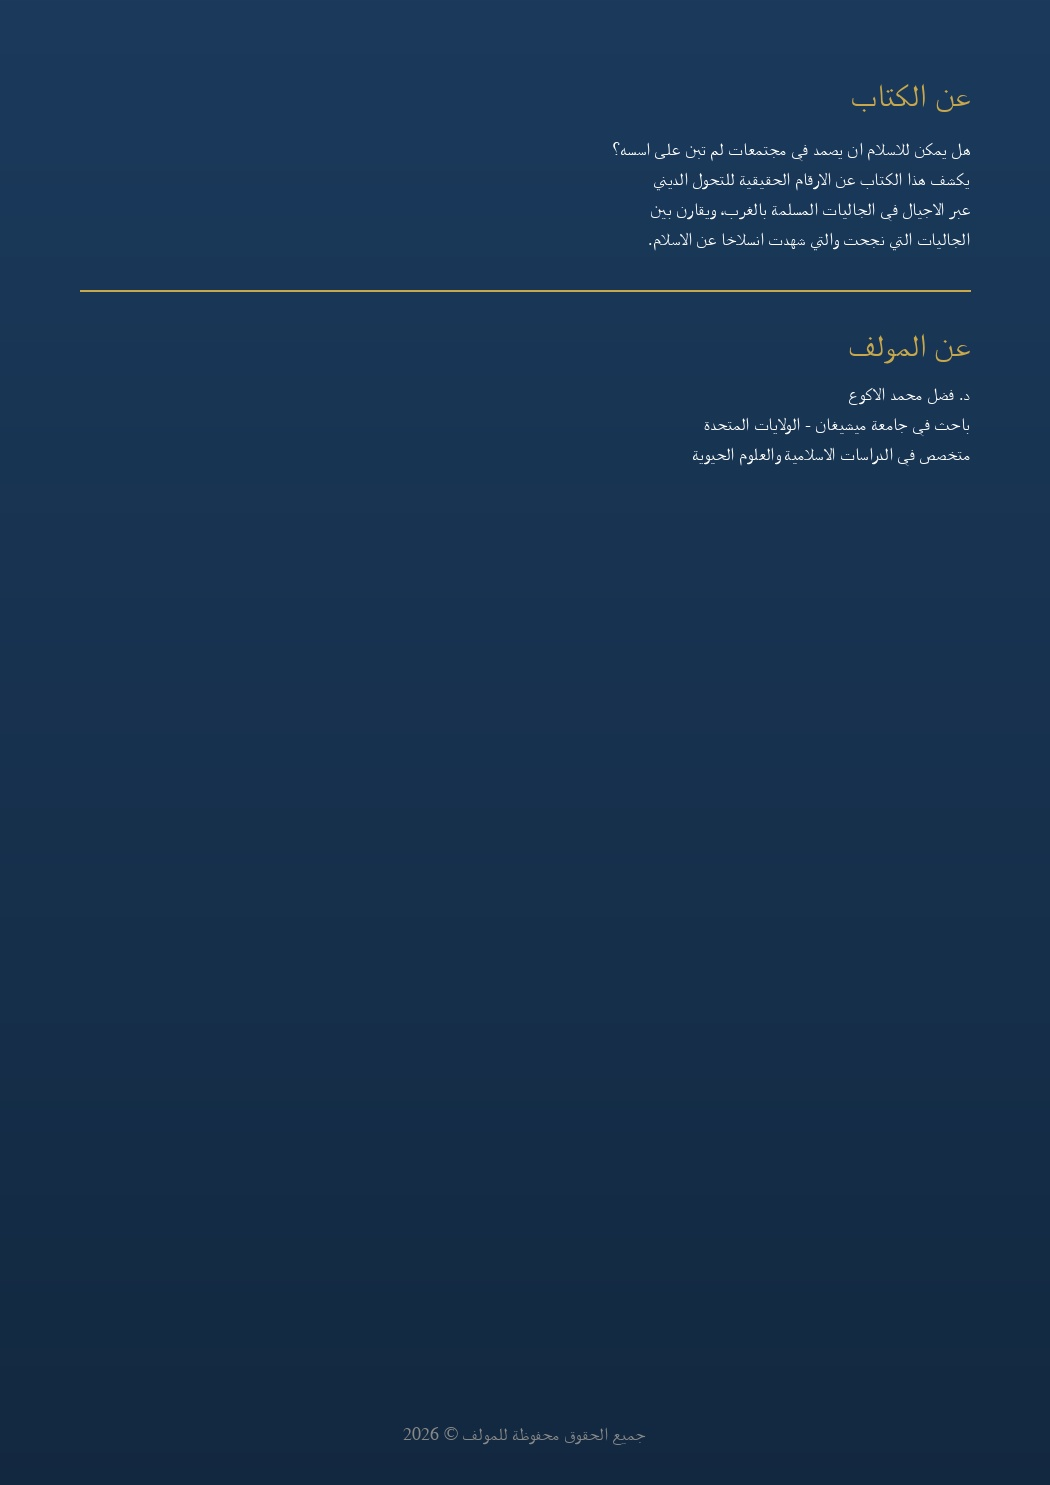 عن الكتاب
هل يمكن للاسلام ان يصمد في مجتمعات لم تبن على اسسه؟
يكشف هذا الكتاب عن الارقام الحقيقية للتحول الديني
عبر الاجيال في الجاليات المسلمة بالغرب، ويقارن بين
الجاليات التي نجحت والتي شهدت انسلاخا عن الاسلام.
عن المولف
د. فضل محمد الاكوع
باحث في جامعة ميشيغان - الولايات المتحدة
متخصص في الدراسات الاسلامية والعلوم الحيوية
جميع الحقوق محفوظة للمولف © 2026